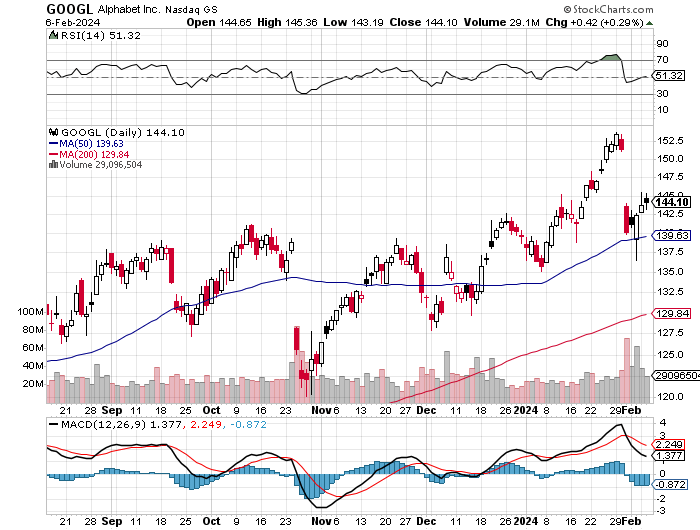 GOOGL Alphabet Inc. Nasdaq GS © StockCharts.com
6-Feb-2024 Open 144.65 High 145.36 Low 143.19 Close 144.10 Volume 29.1M Chg +0.42 (+0.29%)
RSI(14) 51.32
90
70
51.32
30
10
GOOGL (Daily) 144.10
MA(50) 139.63
MA(200) 129.84
Volume 29,096,504
152.5
150.0
147.5
145.0
144.10
142.5
139.63
137.5
135.0
132.5
129.84
127.5
125.0
29096504
120.0
100M
80M
60M
40M
20M
21 28 Sep 11 18 25 Oct 9 16 23 Nov 6 13 20 27 Dec 11 18 26 2024 8 16 22 29 Feb
MACD(12,26,9) 1.377, 2.249, -0.872
4
3
2.249
1.377
0
-0.872
-2
-3
21 28 Sep 11 18 25 Oct 9 16 23 Nov 6 13 20 27 Dec 11 18 26 2024 8 16 22 29 Feb